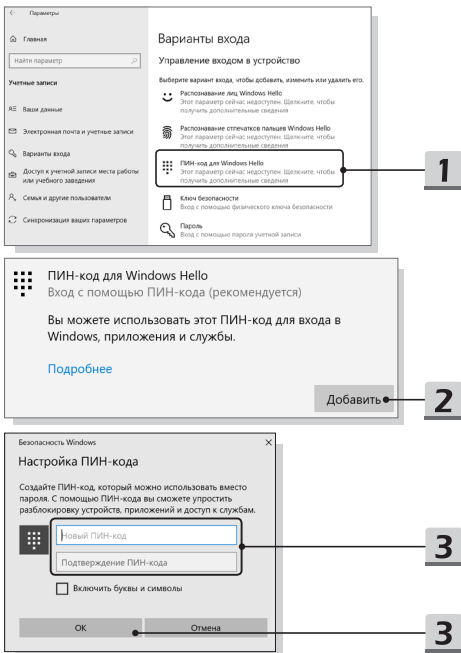 Параметры
Главная
Найти параметр
Учетные записи
Ваши данные
Электронная почта и учетные записи
Варианты входа
Доступ к учетной записи места работы
или учебного заведения
Семья и другие пользователи
Синхронизация ваших параметров
Варианты входа
Управление входом в устройство
Выберите вариант входа, чтобы добавить, изменить или удалить его.
Распознавание лиц Windows Hello
Этот параметр сейчас недоступен. Щелкните, чтобы
получить дополнительные сведения
Распознавание отпечатков пальцев Windows Hello
Этот параметр сейчас недоступен. Щелкните, чтобы
получить дополнительные сведения
ПИН-код для Windows Hello
Этот параметр сейчас недоступен. Щелкните, чтобы
получить дополнительные сведения
1
Ключ безопасности
Вход с помощью физического ключа безопасности
Пароль
Вход с помощью пароля учетной записи
ПИН-код для Windows Hello
Вход с помощью ПИН-кода (рекомендуется)
Вы можете использовать этот ПИН-код для входа в
Windows, приложения и службы.
Подробнее
Добавить
2
Безопасность Windows
Настройка ПИН-кода
Создайте ПИН-код, который можно использовать вместо
пароля. С помощью ПИН-кода вы сможете упростить
разблокировку устройств, приложений и доступ к службам.
Новый ПИН-код
3
Подтверждение ПИН-кода
Включить буквы и символы
ОК
Отмена
3